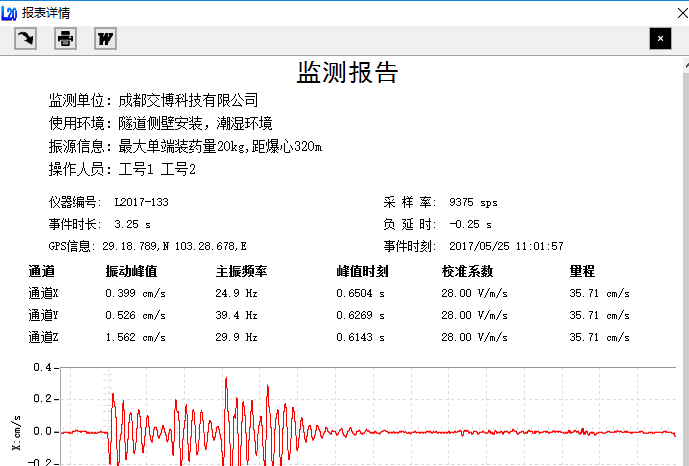 L20 报表详情
监测报告
监测单位: 成都交博科技有限公司
使用环境: 隧道侧壁安装，潮湿环境
振源信息: 最大单端装药量20kg,距爆心320m
操作人员: 工号1 工号2
仪器编号: L2017-133 采 样 率: 9375 sps
事件时长: 3.25 s 负 延 时: -0.25 s
GPS信息: 29.18.789,N 103.28.678,E 事件时刻: 2017/05/25 11:01:57
通道 振动峰值 主振频率 峰值时刻 校准系数 量程
通道X 0.399 cm/s 24.9 Hz 0.6504 s 28.00 V/m/s 35.71 cm/s
通道Y 0.526 cm/s 39.4 Hz 0.6269 s 28.00 V/m/s 35.71 cm/s
通道Z 1.562 cm/s 29.9 Hz 0.6143 s 28.00 V/m/s 35.71 cm/s
0.4
0.2
0.0
-0.2
X:cm/s